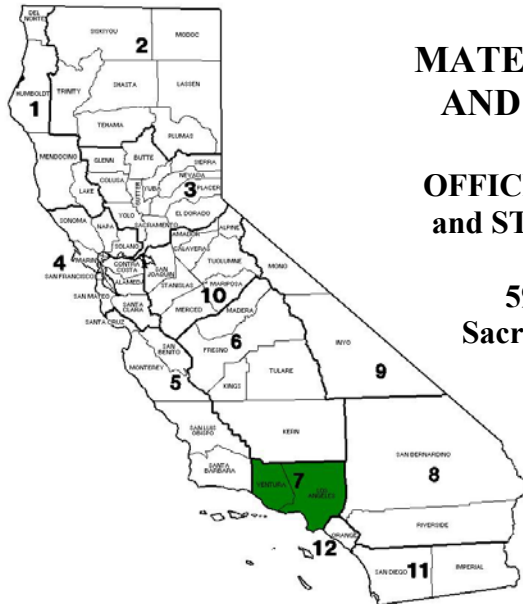 MATE
AND
OFFIC
and ST
59
Sacr
DEL NORTE
SISKIYOU
MODOC
2
HUMBOLDT
1
TRINITY
SHASTA
LASSEN
TEHAMA
PLUMAS
MENDOCINO
GLENN
BUTTE
SIERRA
COLUSA
SUTTER
YUBA
NEVADA
PLACER
3
LAKE
YOLO
EL DORADO
SACRAMENTO
ALPINE
SONOMA
NAPA
SOLANO
AMADOR
CALAVERAS
4
MARIN
CONTRA COSTA
SAN JOAQUIN
TUOLUMNE
MONO
SAN FRANCISCO
ALAMEDA
STANISLAS
MARIPOSA
10
SAN MATEO
SANTA CLARA
MERCED
MADERA
SANTA CRUZ
6
SAN BENITO
FRESNO
INYO
MONTEREY
5
KINGS
TULARE
9
SAN LUIS OBISPO
KERN
SANTA BARBARA
SAN BERNARDINO
8
VENTURA
7
LOS ANGELES
ORANGE
12
RIVERSIDE
SAN DIEGO
11
IMPERIAL